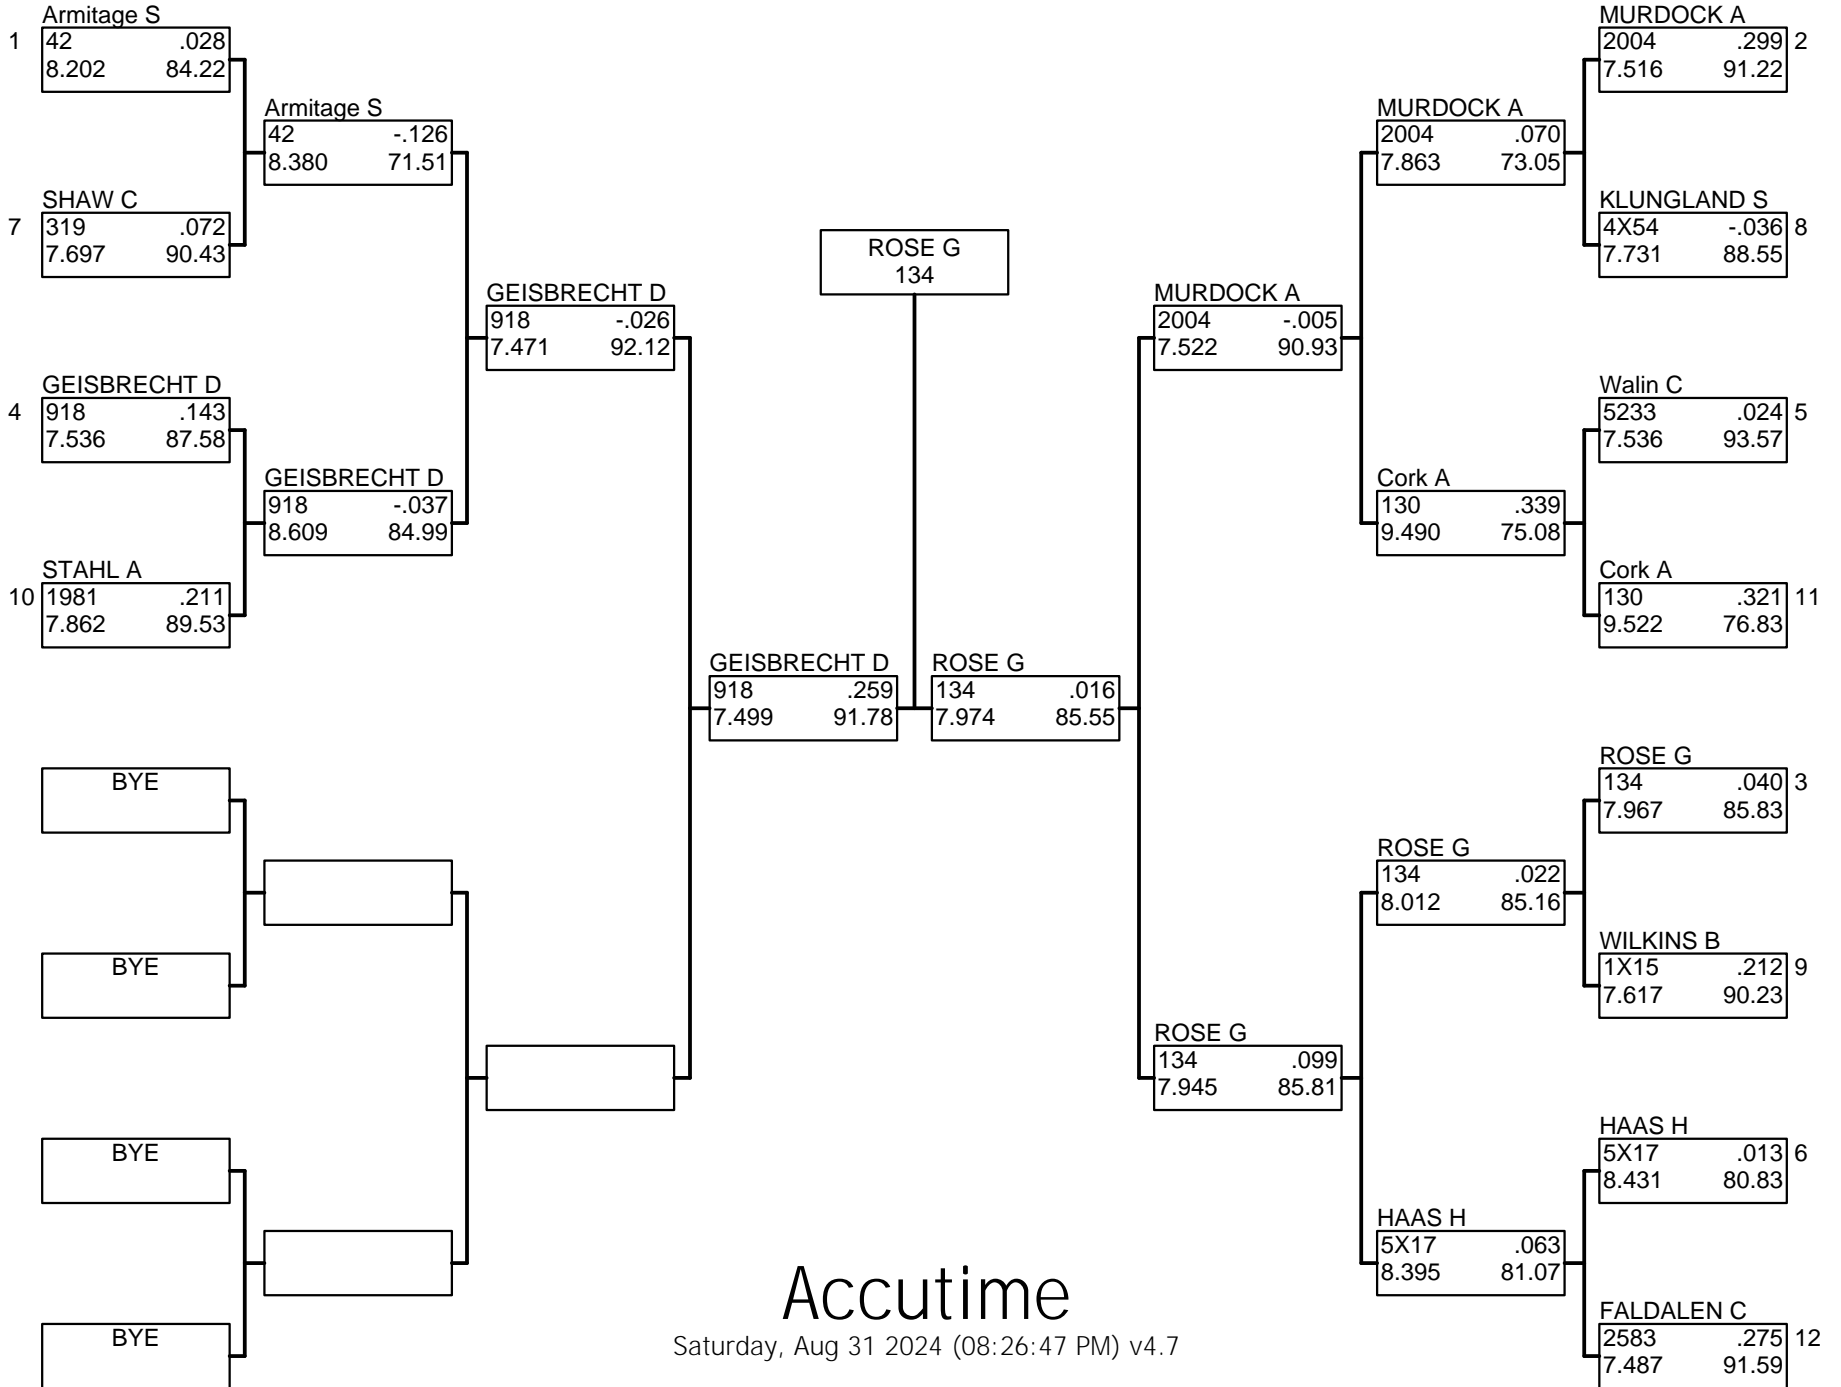 Armitage S
1 42 .028
8.202 84.22
SHAW C
7 319 .072
7.697 90.43
GEISBRECHT D
4 918 .143
7.536 87.58
STAHL A
10 1981 .211
7.862 89.53
BYE
BYE
BYE
BYE
Armitage S
42 -.126
8.380 71.51
GEISBRECHT D
918 -.037
8.609 84.99
GEISBRECHT D
918 -.026
7.471 92.12
GEISBRECHT D
918 .259
7.499 91.78
ROSE G
134
ROSE G
134 .016
7.974 85.55
MURDOCK A
2004 -.005
7.522 90.93
ROSE G
134 .099
7.945 85.81
MURDOCK A
2004 .070
7.863 73.05
Cork A
130 .339
9.490 75.08
ROSE G
134 .022
8.012 85.16
HAAS H
5X17 .063
8.395 81.07
MURDOCK A
2004 .299 2
7.516 91.22
KLUNGLAND S
4X54 -.036 8
7.731 88.55
Walin C
5233 .024 5
7.536 93.57
Cork A
130 .321 11
9.522 76.83
ROSE G
134 .040 3
7.967 85.83
WILKINS B
1X15 .212 9
7.617 90.23
HAAS H
5X17 .013 6
8.431 80.83
FALDALEN C
2583 .275 12
7.487 91.59
Accutime
Saturday, Aug 31 2024 (08:26:47 PM) v4.7